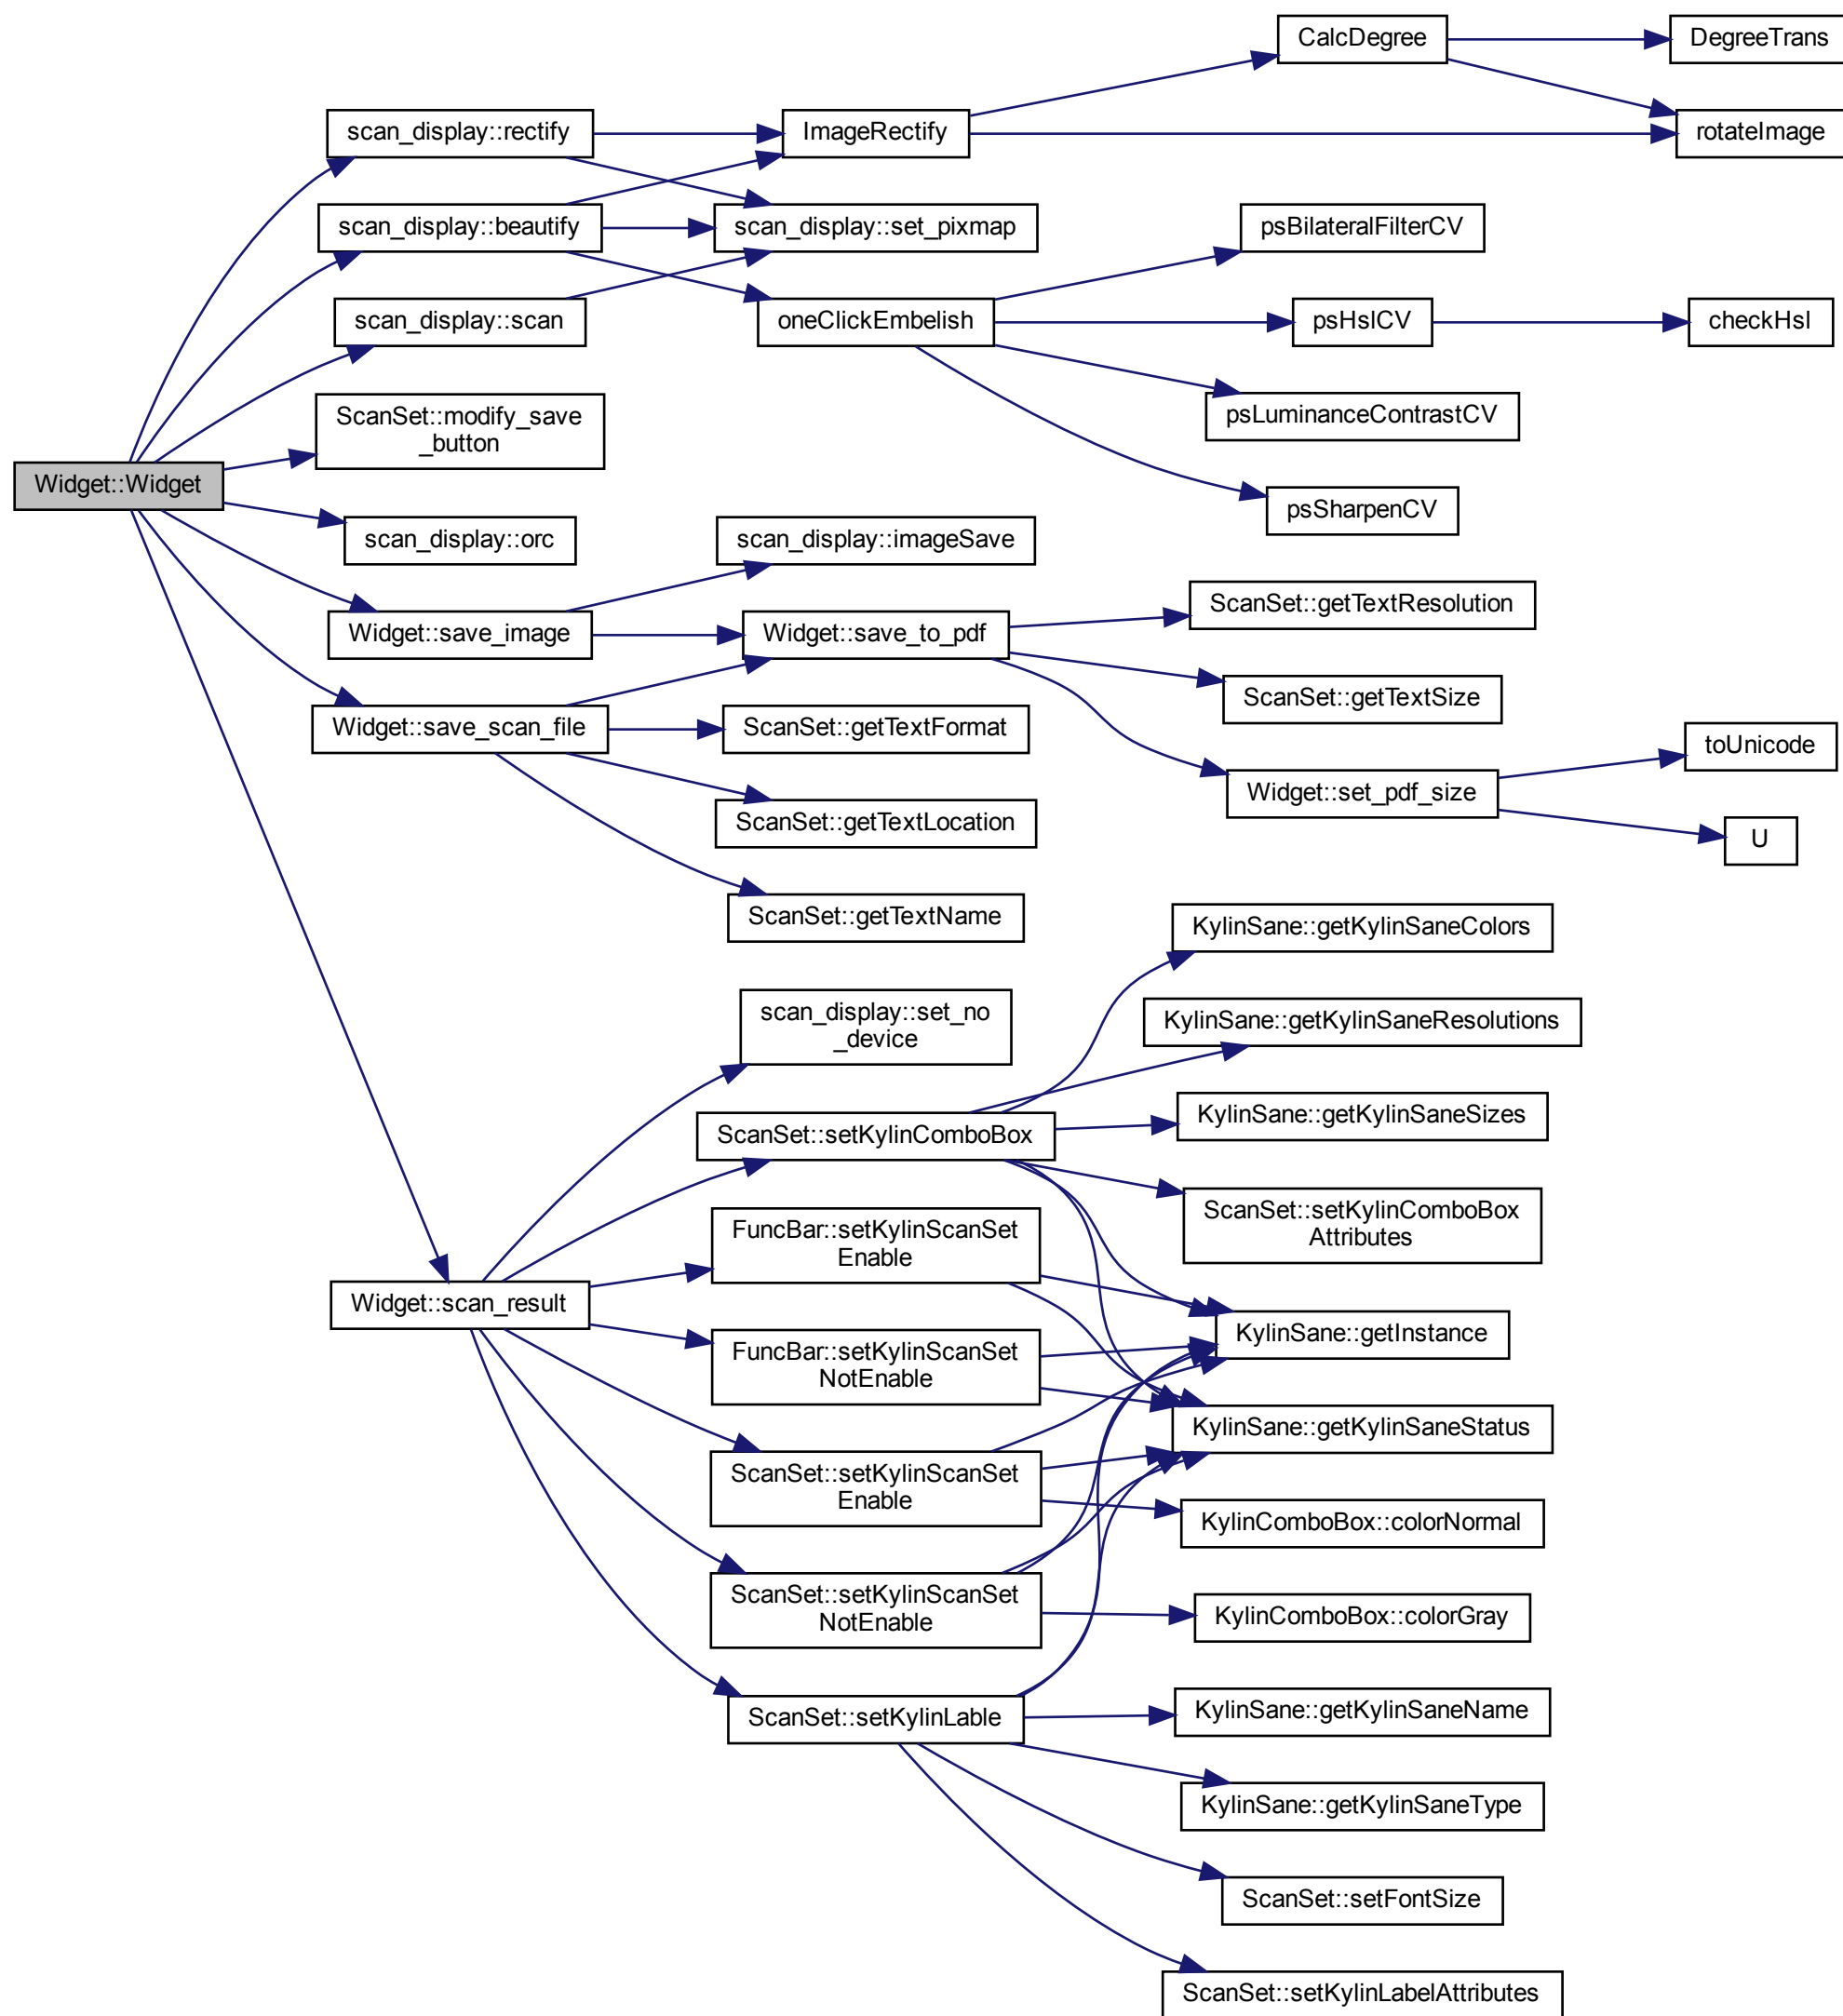 CalcDegree
DegreeTrans
scan_display::rectify
ImageRectify
rotateImage
scan_display::beautify
scan_display::set_pixmap
psBilateralFilterCV
scan_display::scan
oneClickEmbelish
psHslCV
checkHsl
ScanSet::modify_save
_button
psLuminanceContrastCV
Widget::Widget
psSharpenCV
scan_display::orc
scan_display::imageSave
Widget::save_image
Widget::save_to_pdf
ScanSet::getTextResolution
ScanSet::getTextSize
Widget::save_scan_file
ScanSet::getTextFormat
toUnicode
Widget::set_pdf_size
ScanSet::getTextLocation
U
ScanSet::getTextName
KylinSane::getKylinSaneColors
scan_display::set_no
_device
KylinSane::getKylinSaneResolutions
ScanSet::setKylinComboBox
KylinSane::getKylinSaneSizes
ScanSet::setKylinComboBox
Attributes
FuncBar::setKylinScanSet
Enable
Widget::scan_result
KylinSane::getInstance
FuncBar::setKylinScanSet
NotEnable
KylinSane::getKylinSaneStatus
ScanSet::setKylinScanSet
Enable
KylinComboBox::colorNormal
ScanSet::setKylinScanSet
NotEnable
KylinComboBox::colorGray
ScanSet::setKylinLable
KylinSane::getKylinSaneName
KylinSane::getKylinSaneType
ScanSet::setFontSize
ScanSet::setKylinLabelAttributes